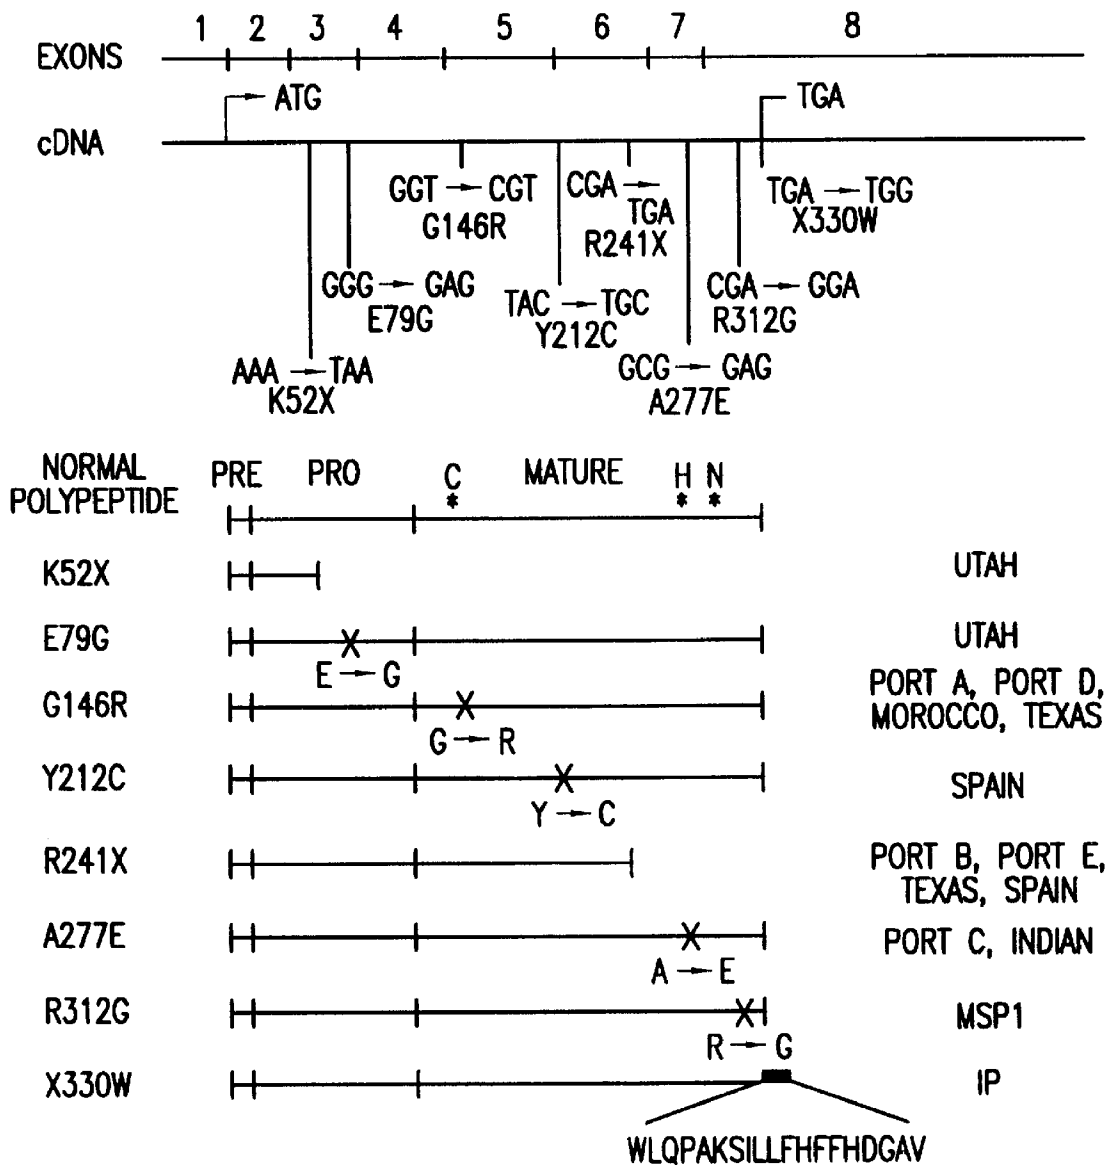 1 2 3 4 5 6 7 8
EXONS
ATG TGA
cDNA
GGT → CGT
G146R
CGA →
TGA
R241X
TGA → TGG
X330W
GGG → GAG
E79G
TAC → TGC
Y212C
CGA → GGA
R312G
AAA → TAA
K52X
GCG → GAG
A277E
NORMAL
POLYPEPTIDE
PRE PRO C MATURE H N
* * *
K52X UTAH
E79G UTAH
E → G
G146R PORT A, PORT D,
MOROCCO, TEXAS
G → R
Y212C SPAIN
Y → C
R241X PORT B, PORT E,
TEXAS, SPAIN
A277E PORT C, INDIAN
A → E
R312G MSP1
R → G
X330W IP
WLQPAKSILLFHFFHDGAV